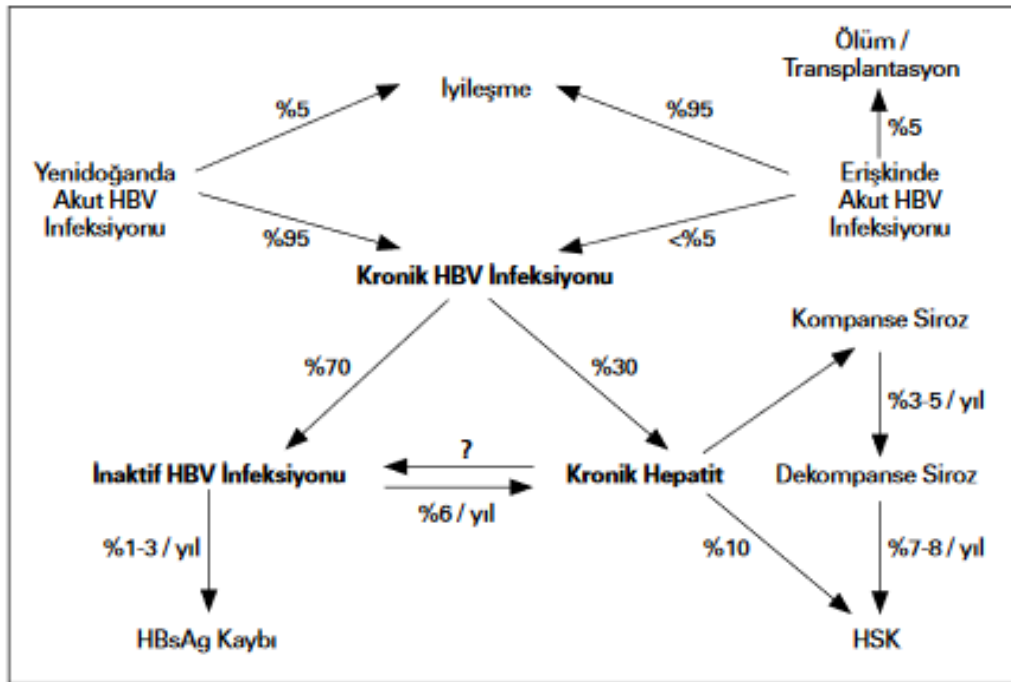 Ölüm /
Transplantasyon
İyileşme
%5
%95
%5
Yenidoğanda
Akut HBV
İnfeksiyonu
Erişkinde
Akut HBV
İnfeksiyonu
%95
<%5
Kronik HBV İnfeksiyonu
Kompanse Siroz
%70
%30
%3-5 / yıl
?
İnaktif HBV İnfeksiyonu
Kronik Hepatit
Dekompanse Siroz
%6 / yıl
%1-3 / yıl
%10
%7-8 / yıl
HBsAg Kaybı
HSK